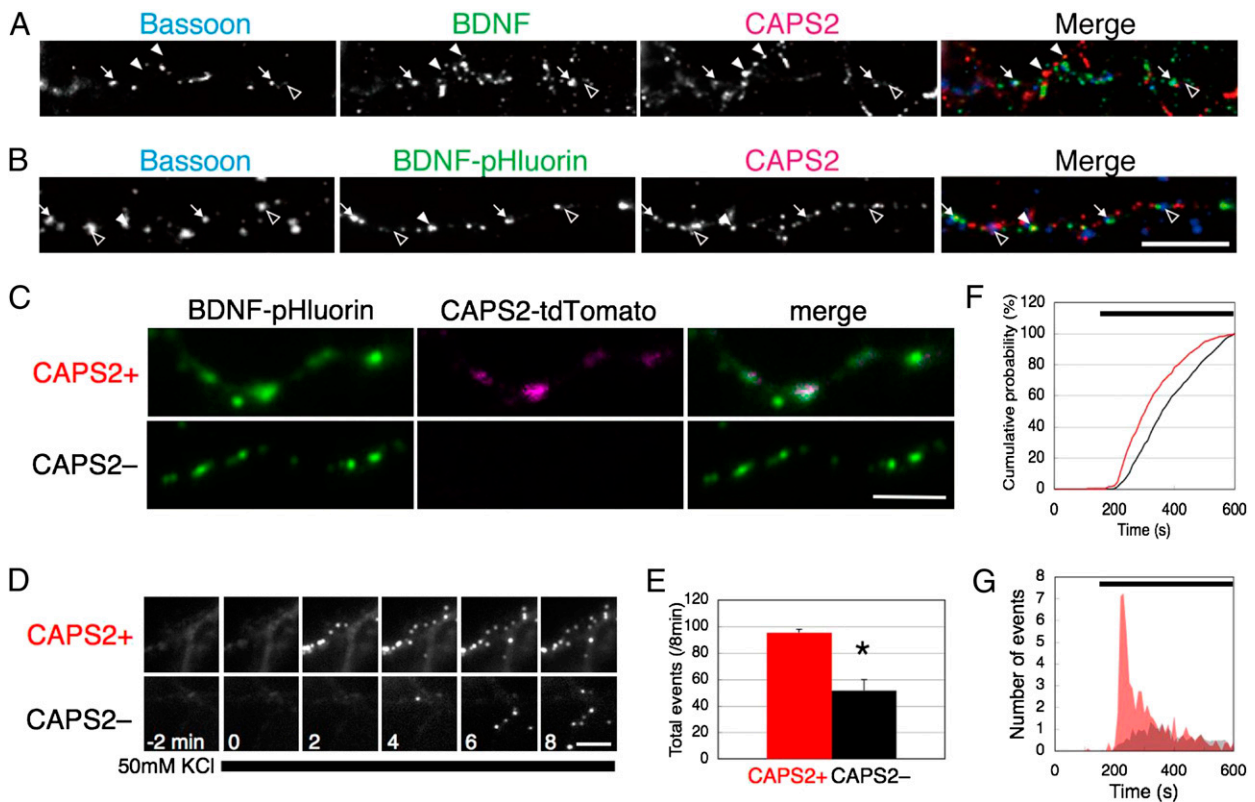 A
Bassoon BDNF CAPS2 Merge
B
Bassoon BDNF-pHluorin CAPS2 Merge
C
BDNF-pHluorin CAPS2-tdTomato merge
CAPS2+
CAPS2–
D
CAPS2+
CAPS2–
-2 min 0 2 4 6 8
50mM KCl
E
Total events (/8min)
120
100
80
60
40
20
0
*
CAPS2+ CAPS2–
F
Cumulative probability (%)
120
100
80
60
40
20
0
0 200 400 600
Time (s)
G
Number of events
8
7
6
5
4
3
2
1
0
0 200 400 600
Time (s)